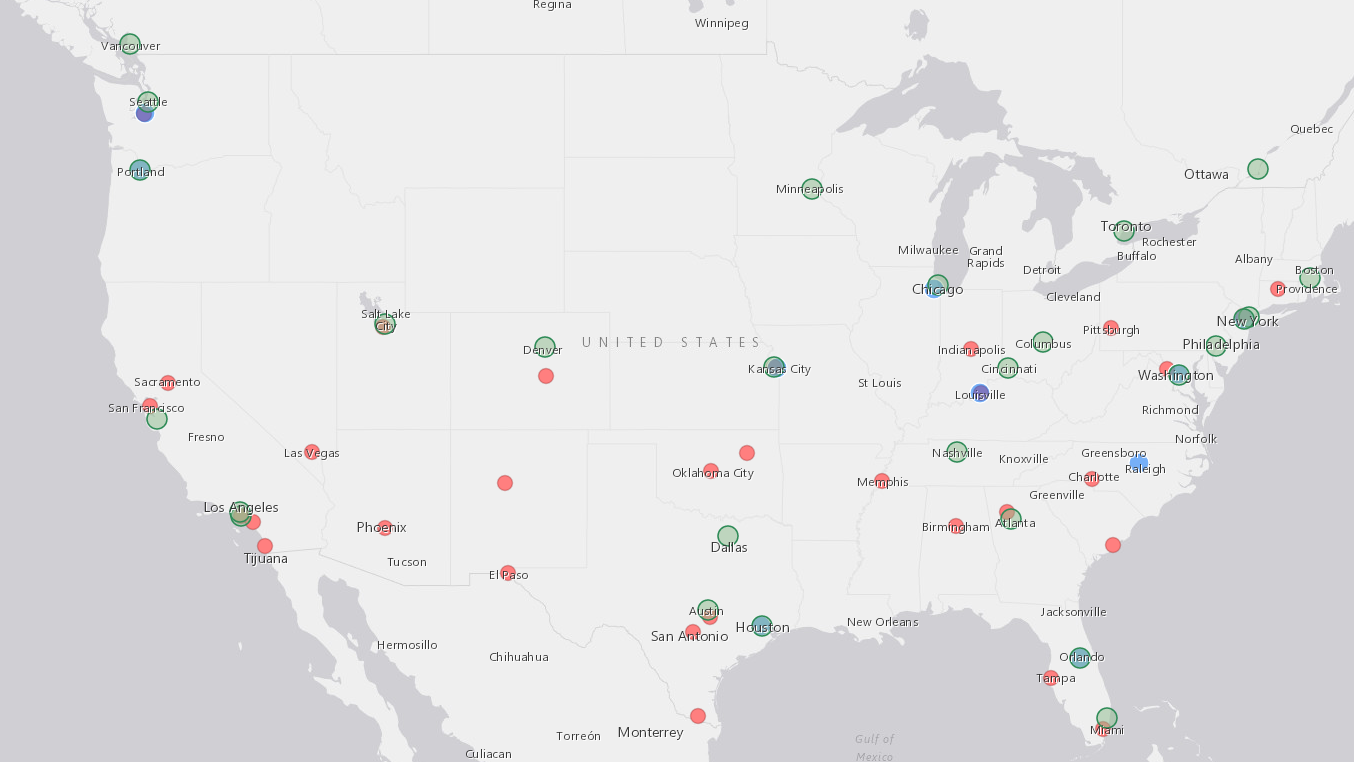 Regina
Winnipeg
Vancouver
Seattle
Quebec
Portland
Ottawa
Minneapolis
Toronto
Rochester
Milwaukee
Grand
Rapids
Buffalo
Albany
Detroit
Boston
Chicago
Providence
Cleveland
Salt Lake
City
New York
Pittsburgh
UNITED STATES
Columbus
Philadelphia
Denver
Indianapolis
Kansas City
Cincinnati
Washington
Sacramento
St Louis
Louisville
San Francisco
Richmond
Fresno
Norfolk
Las Vegas
Nashville
Knoxville
Greensboro
Raleigh
Oklahoma City
Memphis
Charlotte
Greenville
Los Angeles
Phoenix
Birmingham
Atlanta
Dallas
Tijuana
Tucson
El Paso
Austin
Jacksonville
Houston
New Orleans
San Antonio
Hermosillo
Chihuahua
Orlando
Tampa
Miami
Monterrey
Torreón
Gulf of
Mexico
Culiacan